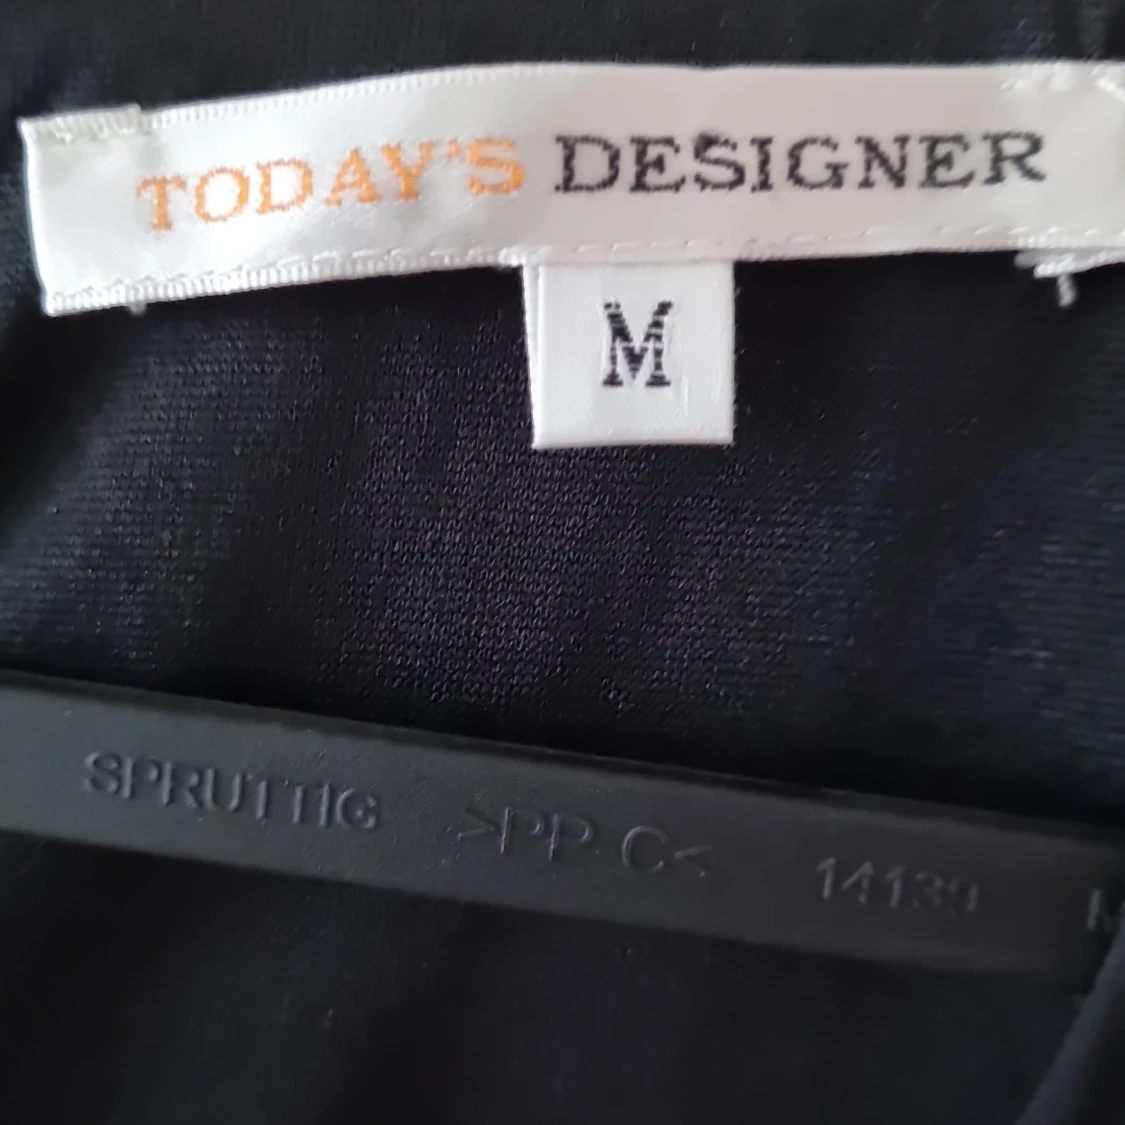 TODAY'S DESIGNER
M
SPRUTTIG >PP-C< 14139 M